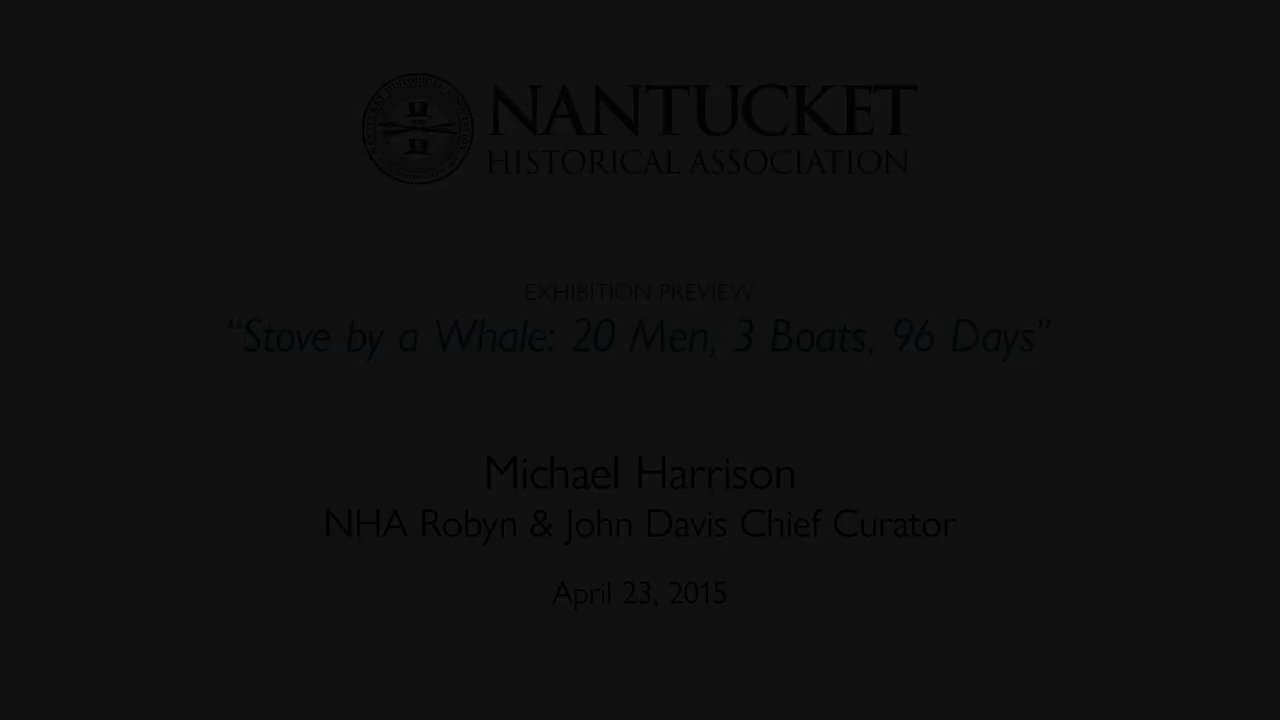 NANTUCKET
HISTORICAL ASSOCIATION
EXHIBITION PREVIEW
“Stove by a Whale: 20 Men, 3 Boats, 96 Days”
Michael Harrison
NHA Robyn & John Davis Chief Curator
April 23, 2015